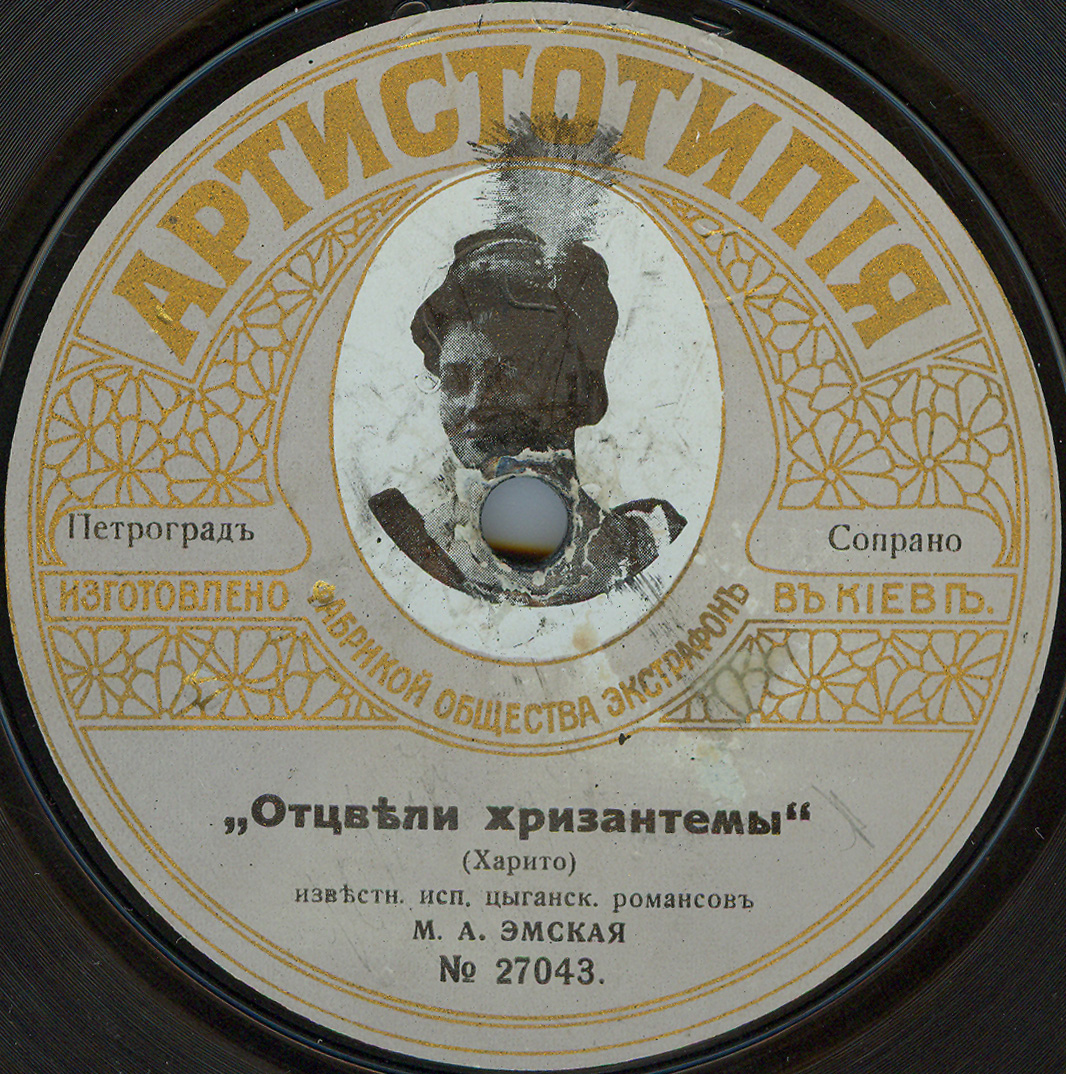 АРТИСТОТИПІЯ
Петроградъ
Сопрано
ИЗГОТОВЛЕНО
ФАБРИКОЙ ОБЩЕСТВА ЭКСТРАФОНЪ
ВЪ КІЕВѢ.
„Отцвѣли хризантемы“
(Харито)
извѣстн. исп. цыганск. романсовъ
М. А. ЭМСКАЯ
№ 27043.